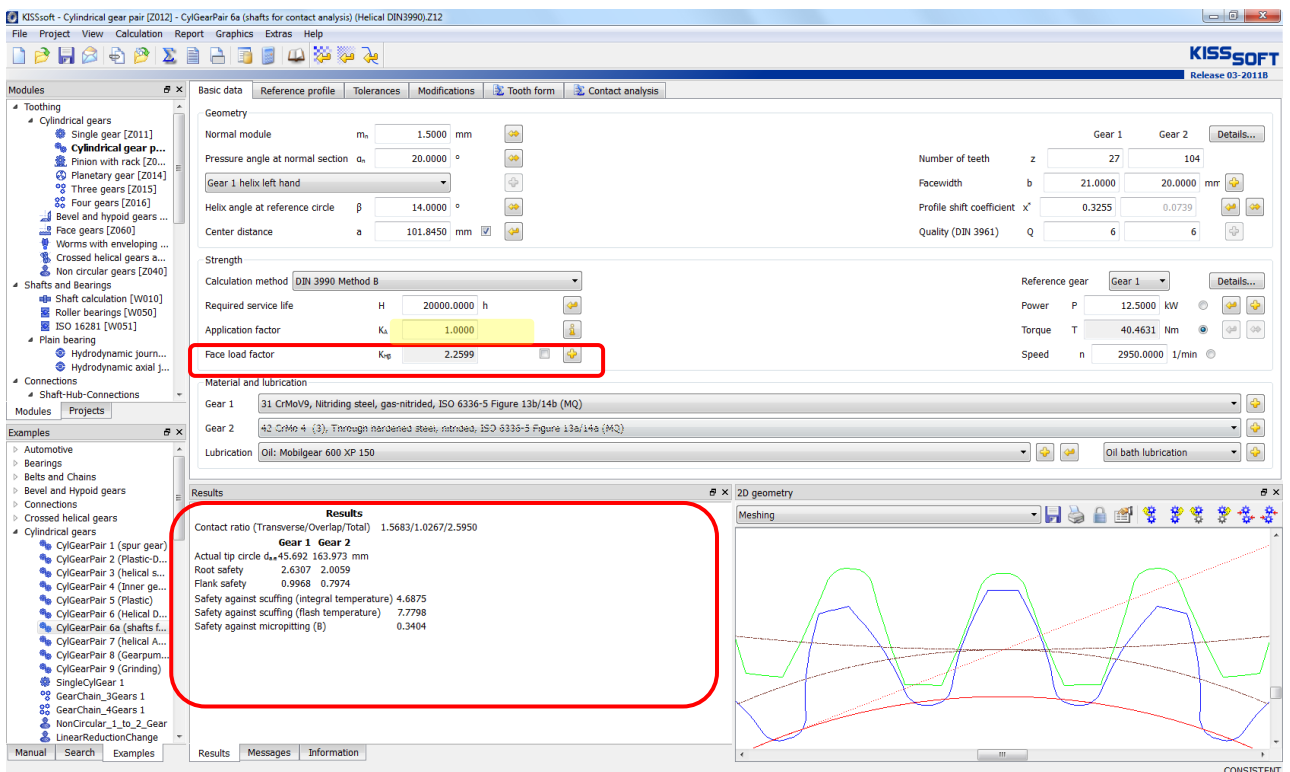 KISSsoft - Cylindrical gear pair [Z012] - CylGearPair 6a (shafts for contact analysis) (Helical DIN3990).Z12
File Project View Calculation Report Graphics Extras Help
KISSsoft
Release 03-2011B
Modules
Toothing
Cylindrical gears
Single gear [Z011]
Cylindrical gear p...
Pinion with rack [Z0...
Planetary gear [Z014]
Three gears [Z015]
Four gears [Z016]
Bevel and hypoid gears ...
Face gears [Z060]
Worms with enveloping ...
Crossed helical gears a...
Non circular gears [Z040]
Shafts and Bearings
Shaft calculation [W010]
Roller bearings [W050]
ISO 16281 [W051]
Plain bearing
Hydrodynamic journ...
Hydrodynamic axial j...
Connections
Shaft-Hub-Connections
Modules Projects
Examples
Automotive
Bearings
Belts and Chains
Bevel and Hypoid gears
Connections
Crossed helical gears
Cylindrical gears
CylGearPair 1 (spur gear)
CylGearPair 2 (Plastic-D...
CylGearPair 3 (helical s...
CylGearPair 4 (Inner ge...
CylGearPair 5 (Plastic)
CylGearPair 6 (Helical D...
CylGearPair 6a (shafts f...
CylGearPair 7 (helical A...
CylGearPair 8 (Gearpum...
CylGearPair 9 (Grinding)
SingleCylGear 1
GearChain_3Gears 1
GearChain_4Gears 1
NonCircular_1_to_2_Gear
LinearReductionChange
Manual Search Examples
Basic data Reference profile Tolerances Modifications Tooth form Contact analysis
Geometry
Normal module mn 1.5000 mm Gear 1 Gear 2 Details...
Pressure angle at normal section αn 20.0000 ° Number of teeth z 27 104
Gear 1 helix left hand Facewidth b 21.0000 20.0000 mm
Helix angle at reference circle β 14.0000 ° Profile shift coefficient x* 0.3255 0.0739
Center distance a 101.8450 mm Quality (DIN 3961) Q 6 6
Strength
Calculation method DIN 3990 Method B Reference gear Gear 1 Details...
Required service life H 20000.0000 h Power P 12.5000 kW
Application factor KA 1.0000 Torque T 40.4631 Nm
Face load factor KHβ 2.2599 Speed n 2950.0000 1/min
Material and lubrication
Gear 1 31 CrMoV9, Nitriding steel, gas-nitrided, ISO 6336-5 Figure 13b/14b (MQ)
Gear 2 42 CrMo 4 (3), Through hardened steel, nitrided, ISO 6336-5 Figure 13a/14a (MQ)
Lubrication Oil: Mobilgear 600 XP 150 Oil bath lubrication
Results
Results
Contact ratio (Transverse/Overlap/Total) 1.5683/1.0267/2.5950
Gear 1 Gear 2
Actual tip circle 45.692 163.973 mm
Root safety 2.6307 2.0059
Flank safety 0.9968 0.7974
Safety against scuffing (integral temperature) 4.6875
Safety against scuffing (flash temperature) 7.7798
Safety against micropitting (B) 0.3404
Results Messages Information
2D geometry
Meshing
CONSISTENT